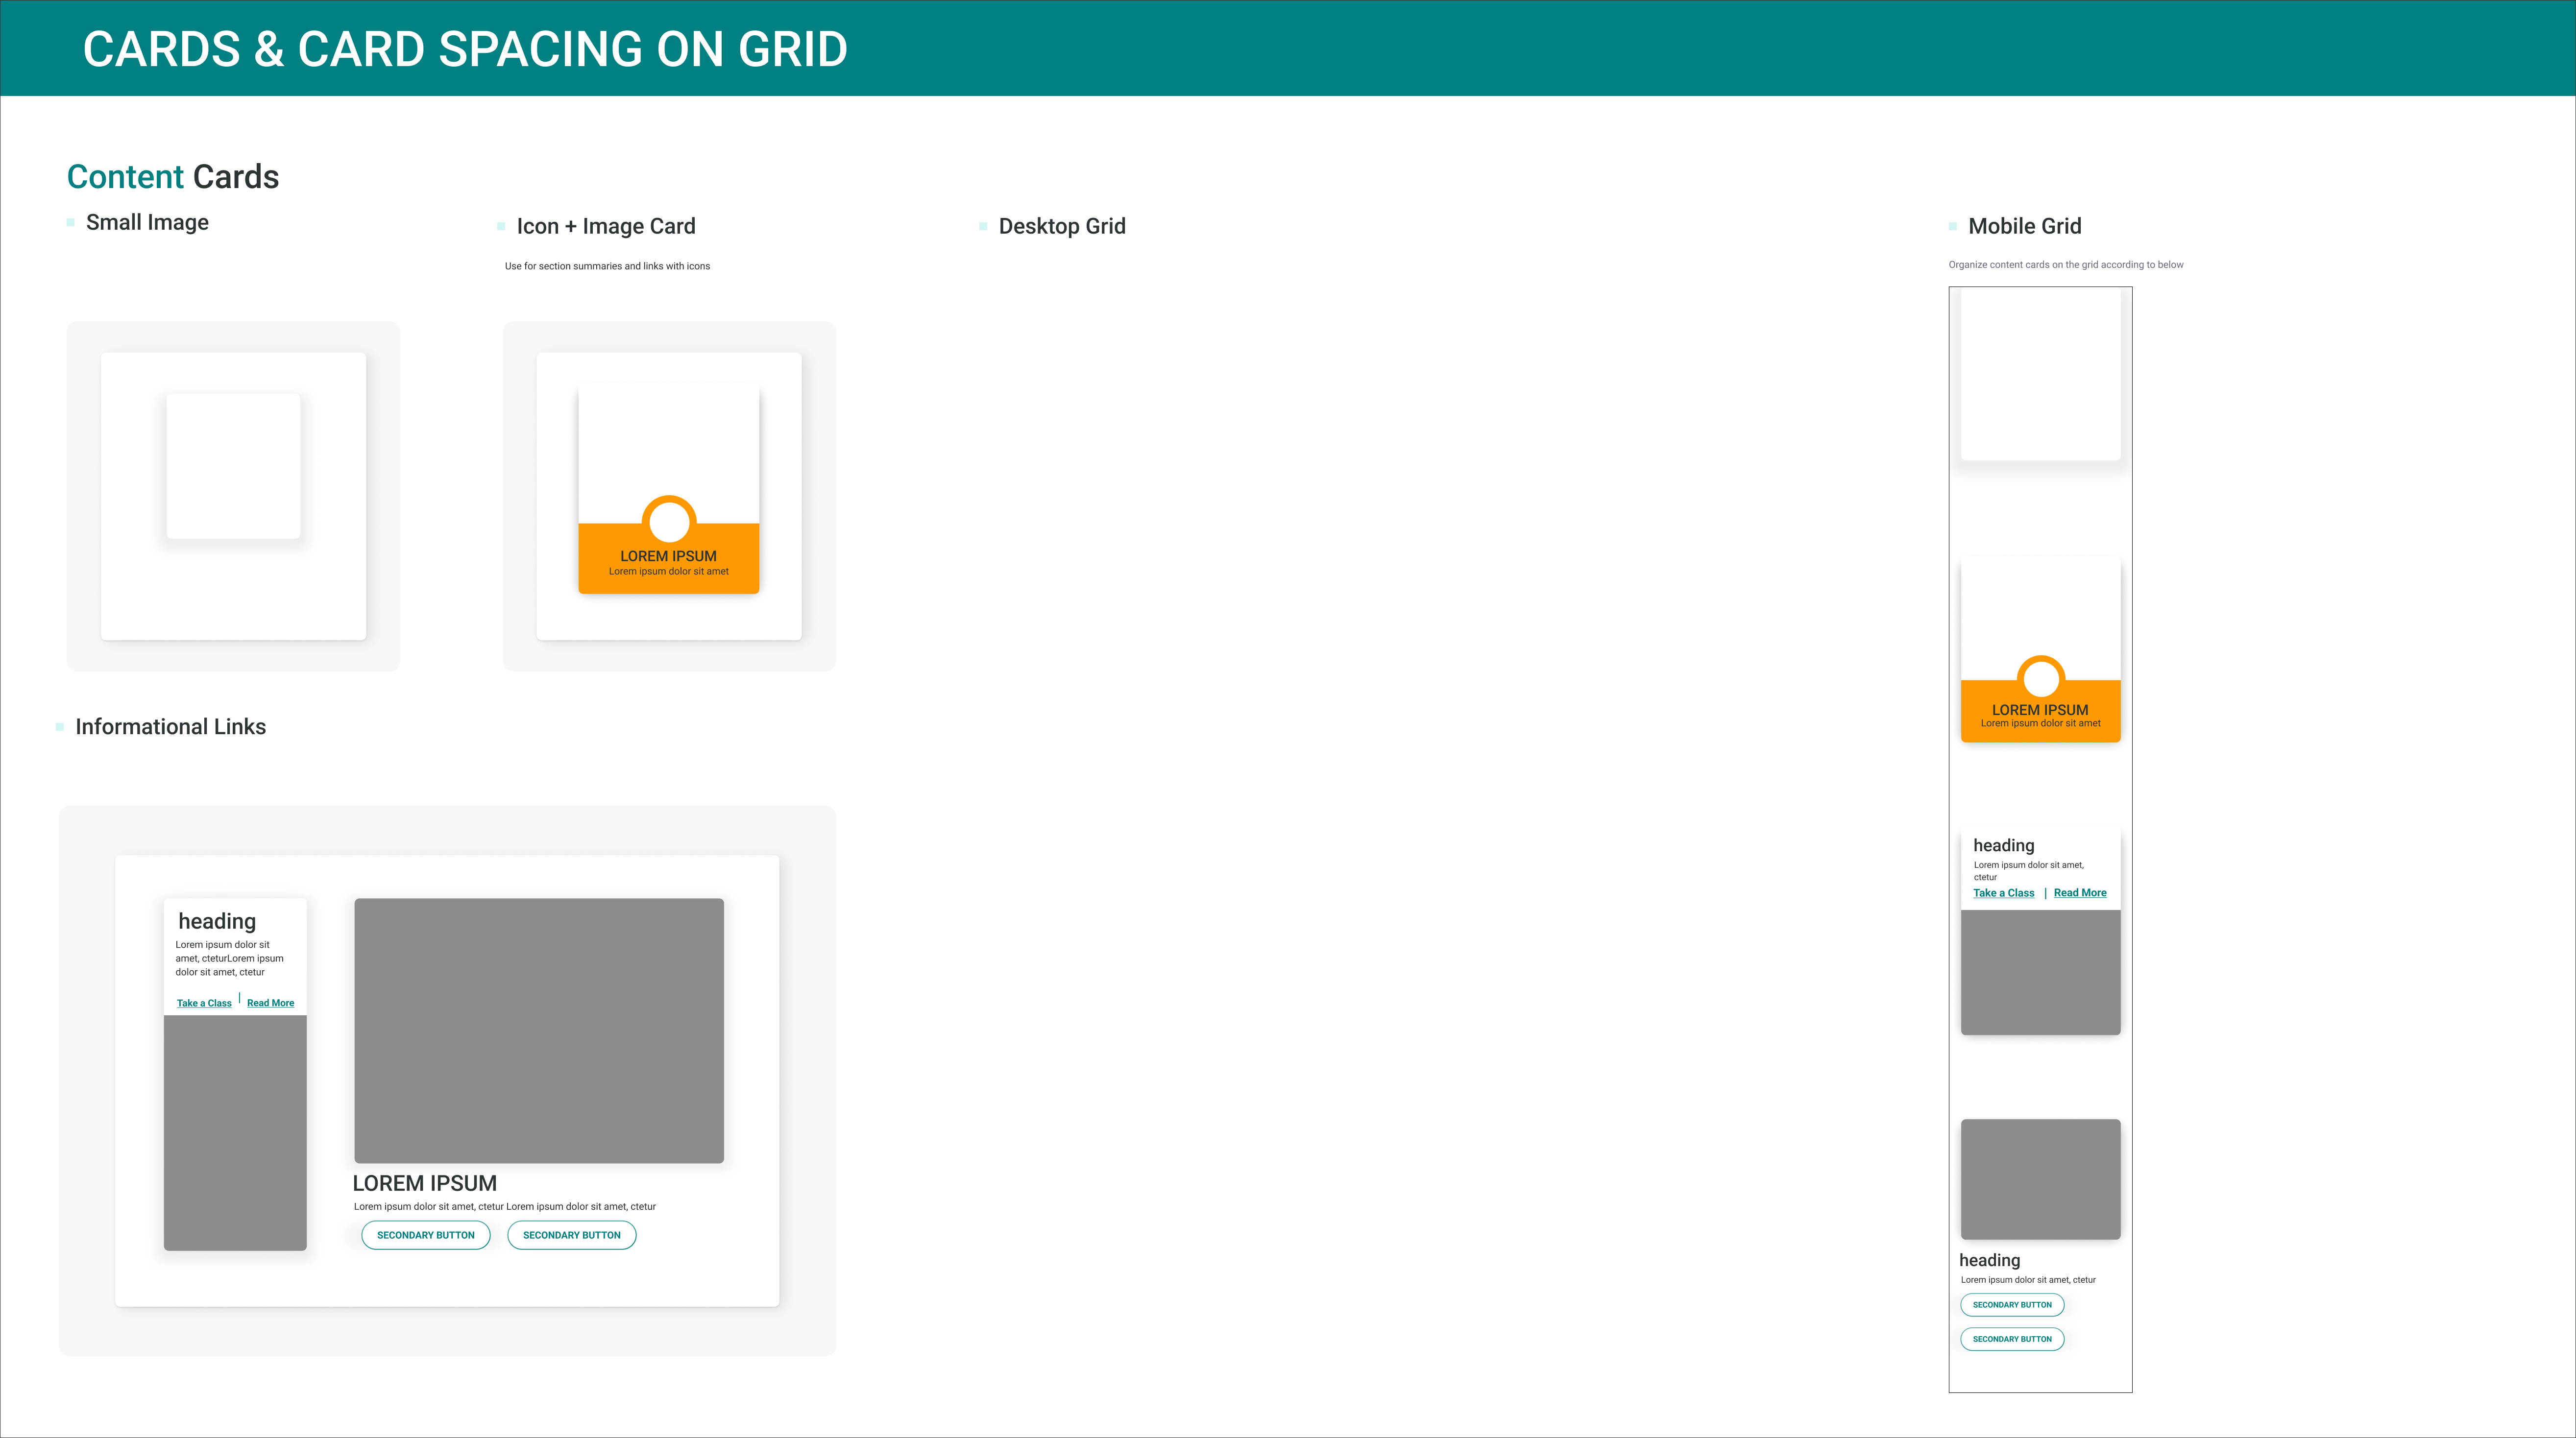 CARDS & CARD SPACING ON GRID
Content Cards
Small Image
Icon + Image Card
Use for section summaries and links with icons
LOREM IPSUM
Lorem ipsum dolor sit amet
Informational Links
heading
Lorem ipsum dolor sit
amet, cteturLorem ipsum
dolor sit amet, ctetur
Take a Class | Read More
LOREM IPSUM
Lorem ipsum dolor sit amet, ctetur Lorem ipsum dolor sit amet, ctetur
SECONDARY BUTTON
SECONDARY BUTTON
Desktop Grid
Mobile Grid
Organize content cards on the grid according to below
LOREM IPSUM
Lorem ipsum dolor sit amet
heading
Lorem ipsum dolor sit amet,
ctetur
Take a Class | Read More
heading
Lorem ipsum dolor sit amet, ctetur
SECONDARY BUTTON
SECONDARY BUTTON